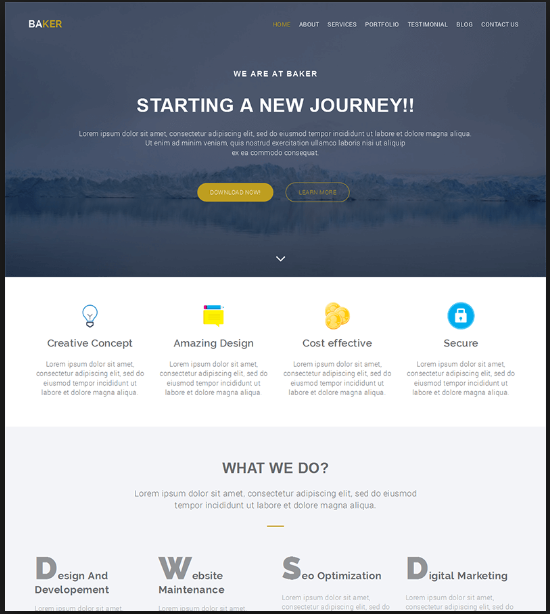 BAKER
HOME ABOUT SERVICES PORTFOLIO TESTIMONIAL BLOG CONTACT US
WE ARE AT BAKER
STARTING A NEW JOURNEY!!
Lorem ipsum dolor sit amet, consectetur adipiscing elit, sed do eiusmod tempor incididunt ut labore et dolore magna aliqua.
Ut enim ad minim veniam, quis nostrud exercitation ullamco laboris nisi ut aliquip
ex ea commodo consequat.
DOWNLOAD NOW! LEARN MORE
Creative Concept
Lorem ipsum dolor sit amet,
consectetur adipiscing elit, sed do
eiusmod tempor incididunt ut
labore et dolore magna aliqua.
Amazing Design
Lorem ipsum dolor sit amet,
consectetur adipiscing elit, sed do
eiusmod tempor incididunt ut
labore et dolore magna aliqua.
Cost effective
Lorem ipsum dolor sit amet,
consectetur adipiscing elit, sed do
eiusmod tempor incididunt ut
labore et dolore magna aliqua.
Secure
Lorem ipsum dolor sit amet,
consectetur adipiscing elit, sed do
eiusmod tempor incididunt ut
labore et dolore magna aliqua.
WHAT WE DO?
Lorem ipsum dolor sit amet, consectetur adipiscing elit, sed do eiusmod
tempor incididunt ut labore et dolore magna aliqua.
Design And
Developement
Lorem ipsum dolor sit amet,
Website
Maintenance
Lorem ipsum dolor sit amet,
Seo Optimization
Lorem ipsum dolor sit amet,
Digital Marketing
Lorem ipsum dolor sit amet,